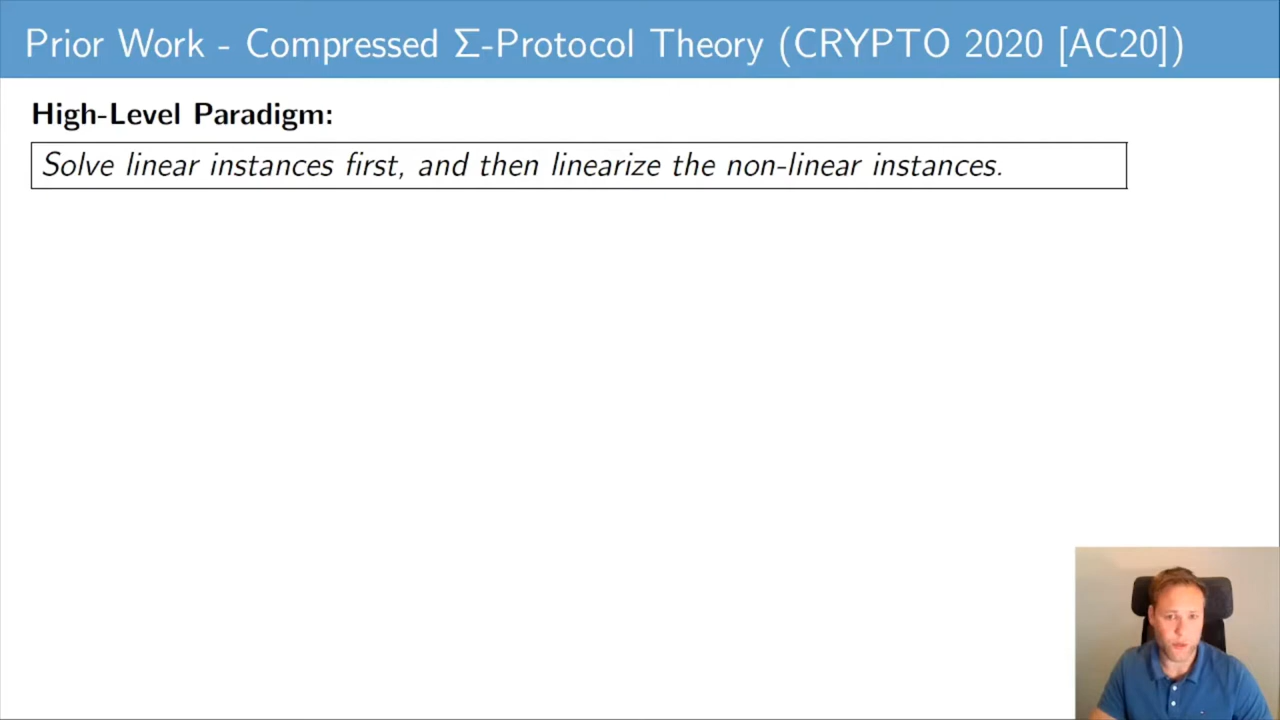 Prior Work - Compressed Σ-Protocol Theory (CRYPTO 2020 [AC20])
High-Level Paradigm:
Solve linear instances first, and then linearize the non-linear instances.